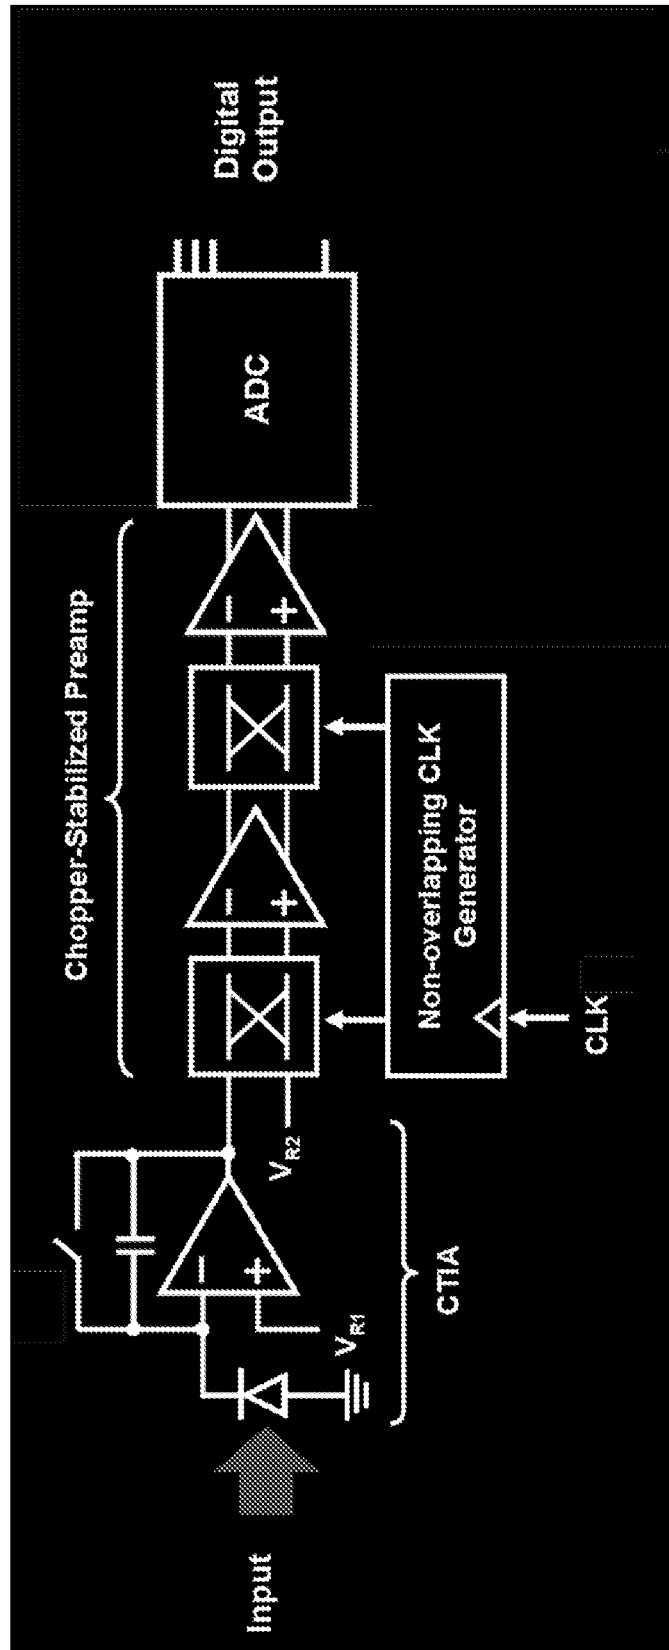 Input
V_R1
CTIA
V_R2
Chopper-Stabilized Preamp
−
+
−
+
−
+
Non-overlapping CLK
Generator
CLK
ADC
Digital
Output